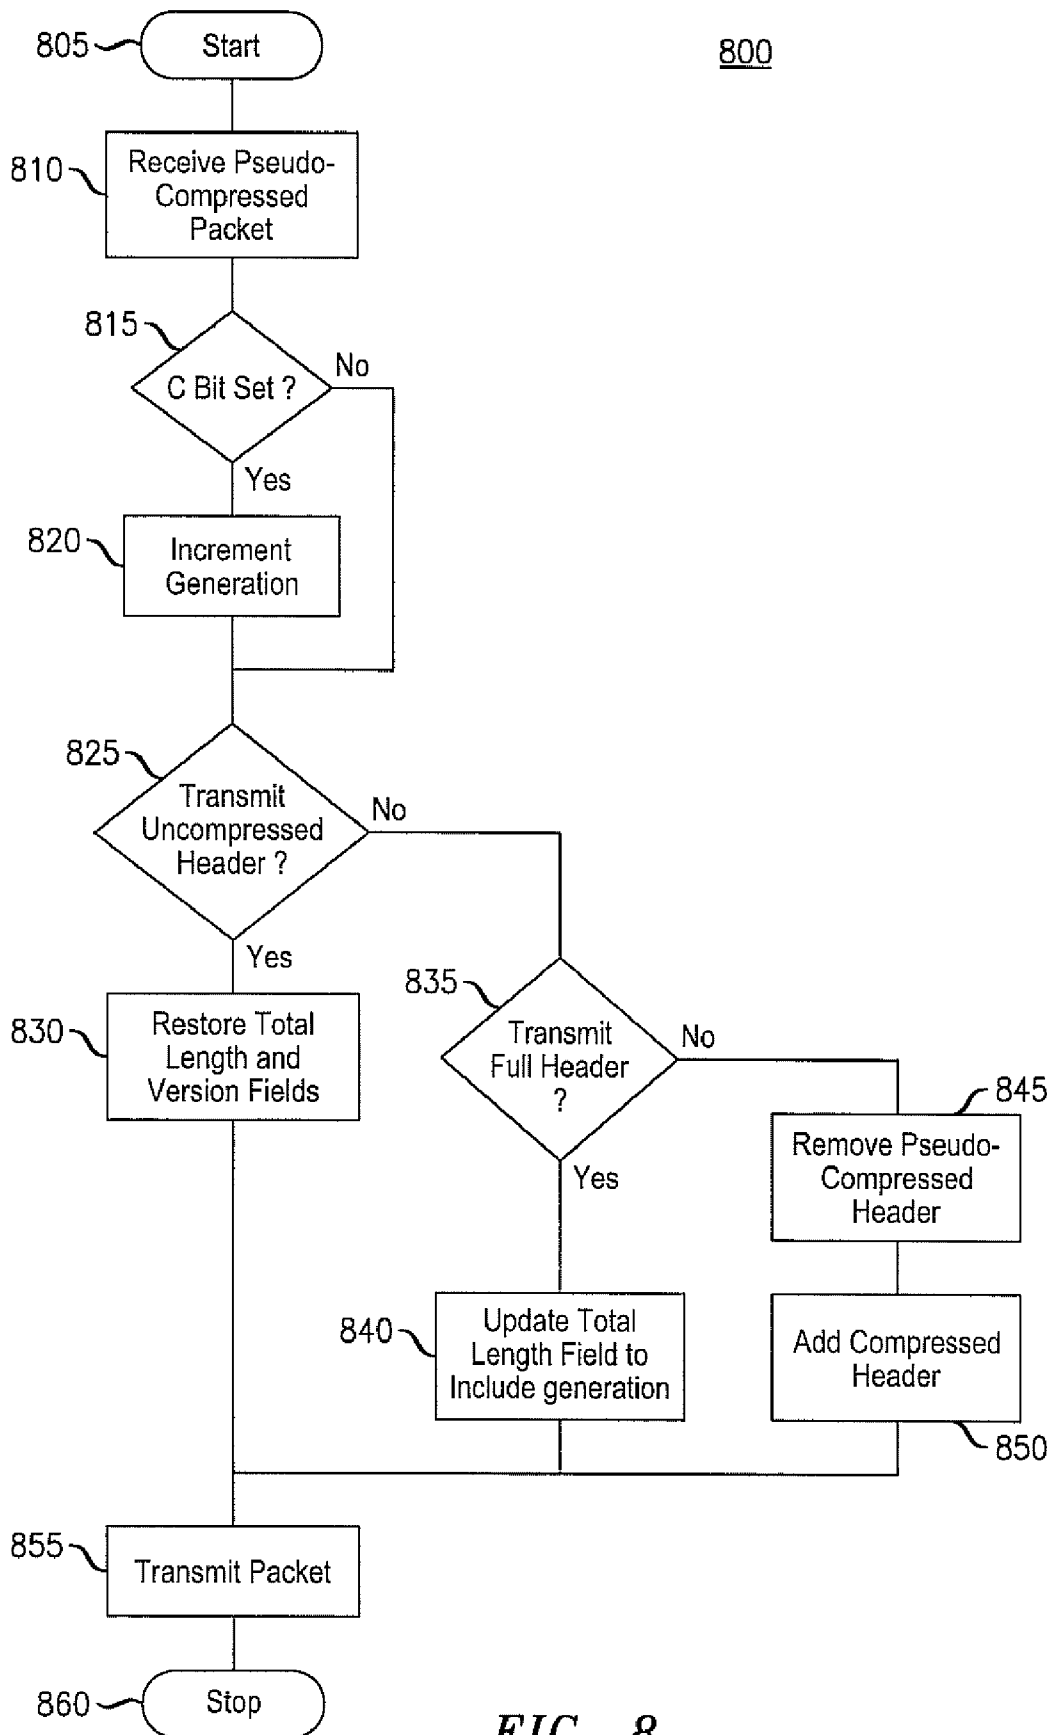 805
Start
800
810
Receive Pseudo-
Compressed
Packet
815
C Bit Set ?
No
Yes
820
Increment
Generation
825
Transmit
Uncompressed
Header ?
No
Yes
830
Restore Total
Length and
Version Fields
835
Transmit
Full Header
?
No
Yes
845
Remove Pseudo-
Compressed
Header
840
Update Total
Length Field to
Include generation
Add Compressed
Header
850
855
Transmit Packet
860
Stop
FIG. 8